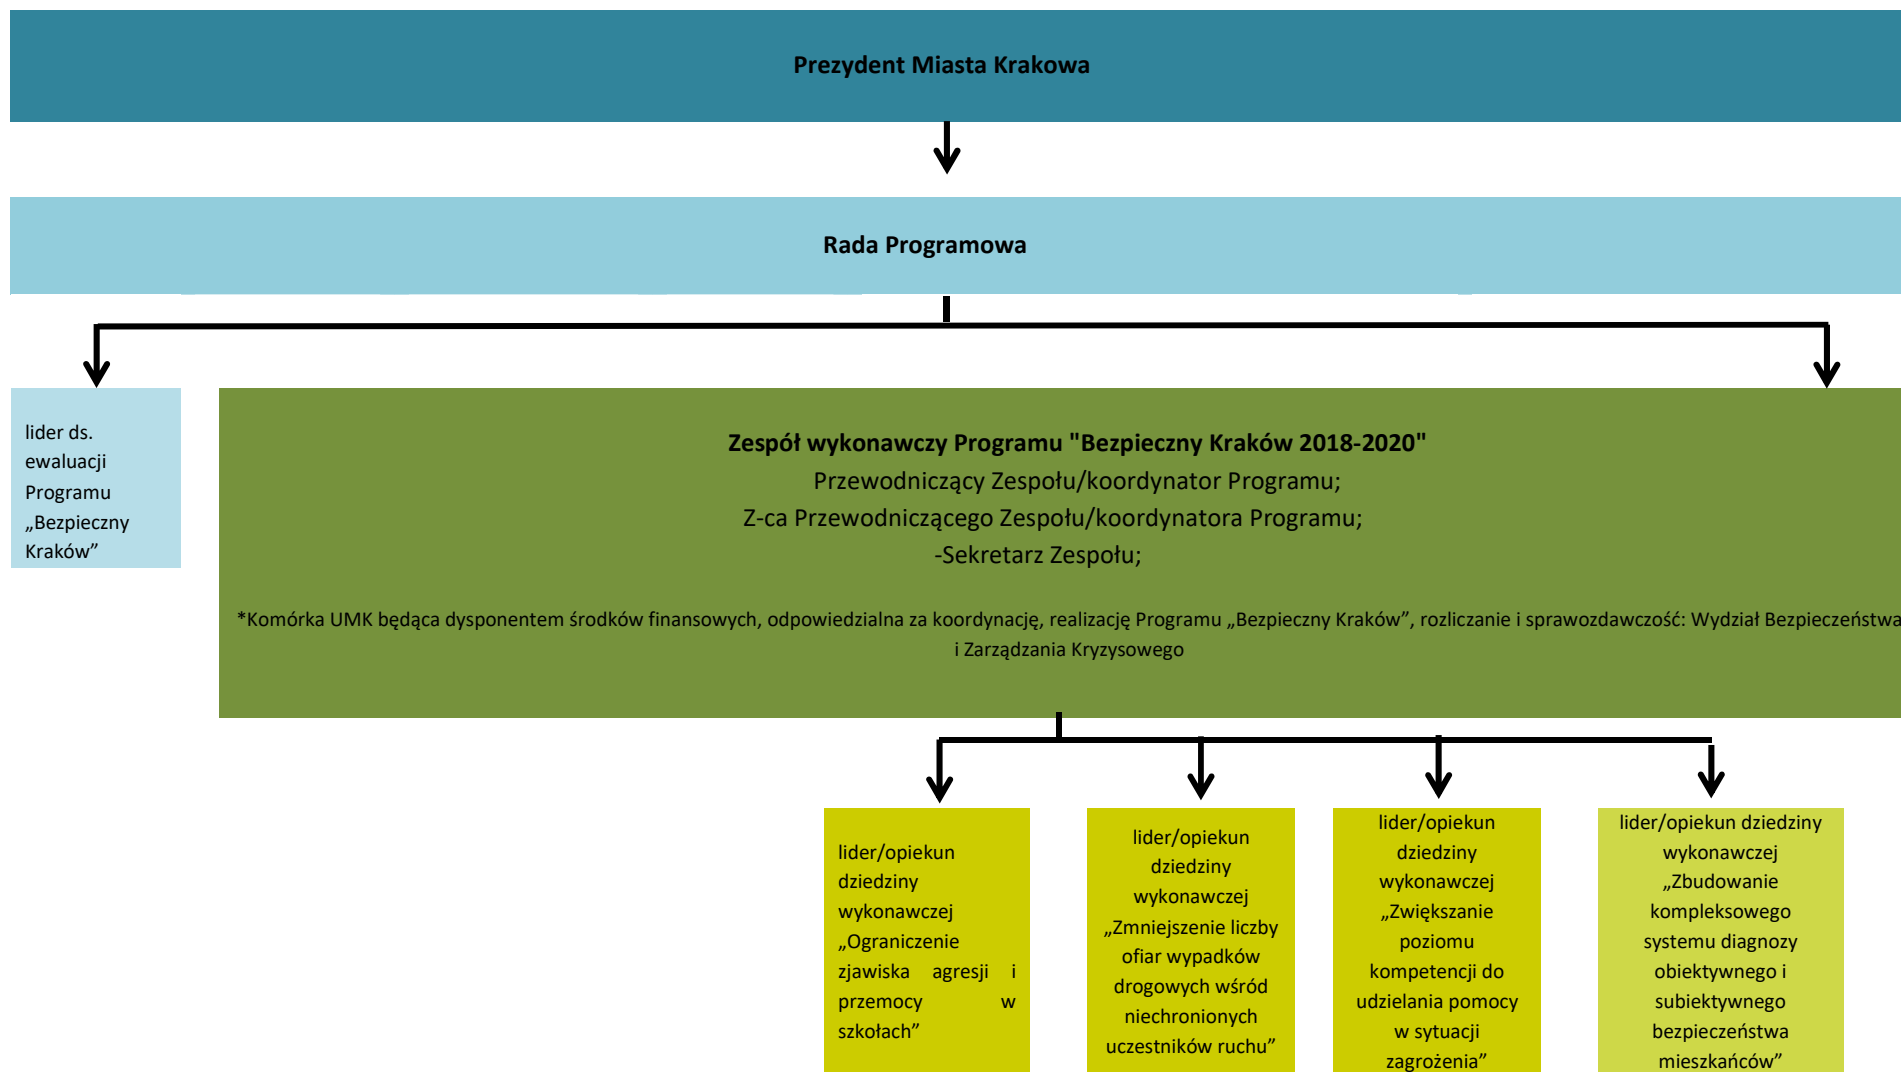 Prezydent Miasta Krakowa
Rada Programowa
lider ds.
ewaluacji
Programu
„Bezpieczny
Kraków”
Zespół wykonawczy Programu "Bezpieczny Kraków 2018-2020"
Przewodniczący Zespołu/koordynator Programu;
Z-ca Przewodniczącego Zespołu/koordynatora Programu;
-Sekretarz Zespołu;
*Komórka UMK będąca dysponentem środków finansowych, odpowiedzialna za koordynację, realizację Programu „Bezpieczny Kraków”, rozliczanie i sprawozdawczość: Wydział Bezpieczeństwa
i Zarządzania Kryzysowego
lider/opiekun
dziedziny
wykonawczej
„Ograniczenie
zjawiska agresji i
przemocy w
szkołach”
lider/opiekun
dziedziny
wykonawczej
„Zmniejszenie liczby
ofiar wypadków
drogowych wśród
niechronionych
uczestników ruchu”
lider/opiekun
dziedziny
wykonawczej
„Zwiększanie
poziomu
kompetencji do
udzielania pomocy
w sytuacji
zagrożenia”
lider/opiekun dziedziny
wykonawczej
„Zbudowanie
kompleksowego
systemu diagnozy
obiektywnego i
subiektywnego
bezpieczeństwa
mieszkańców”